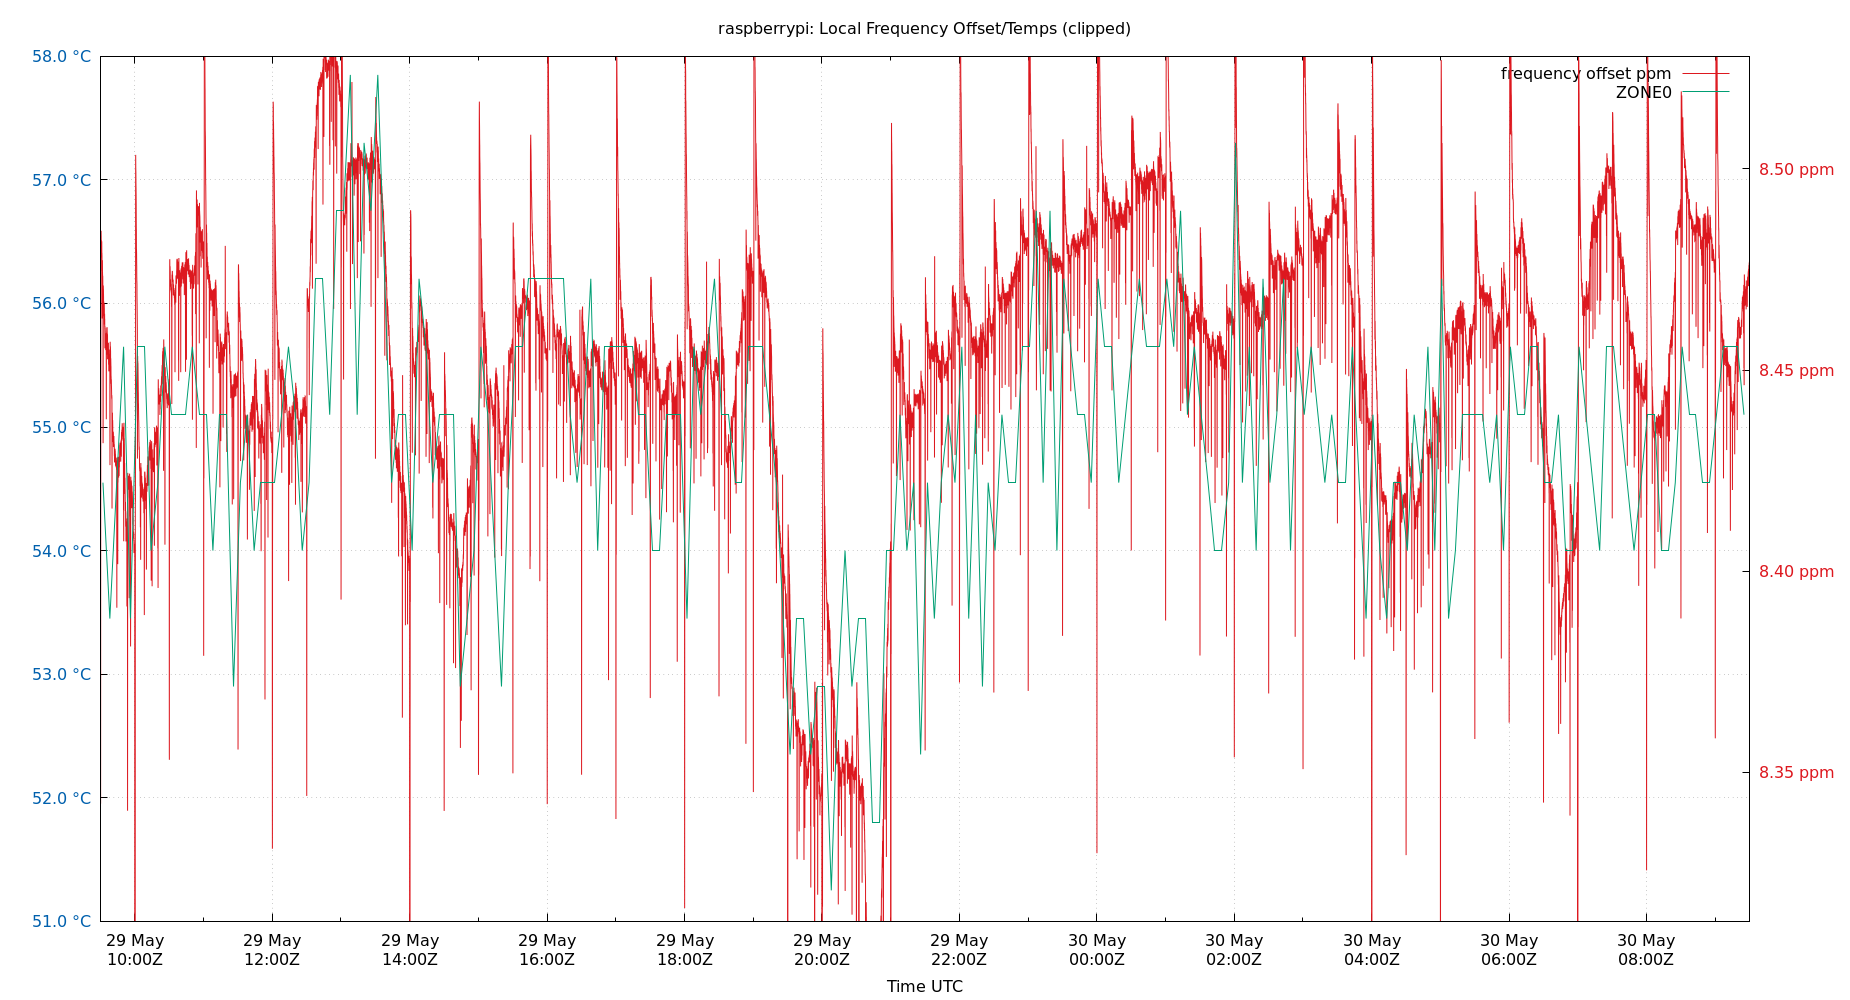 raspberrypi: Local Frequency Offset/Temps (clipped)
58.0 °C
57.0 °C
56.0 °C
55.0 °C
54.0 °C
53.0 °C
52.0 °C
51.0 °C
frequency offset ppm
ZONE0
8.50 ppm
8.45 ppm
8.40 ppm
8.35 ppm
29 May
10:00Z
29 May
12:00Z
29 May
14:00Z
29 May
16:00Z
29 May
18:00Z
29 May
20:00Z
29 May
22:00Z
30 May
00:00Z
30 May
02:00Z
30 May
04:00Z
30 May
06:00Z
30 May
08:00Z
Time UTC